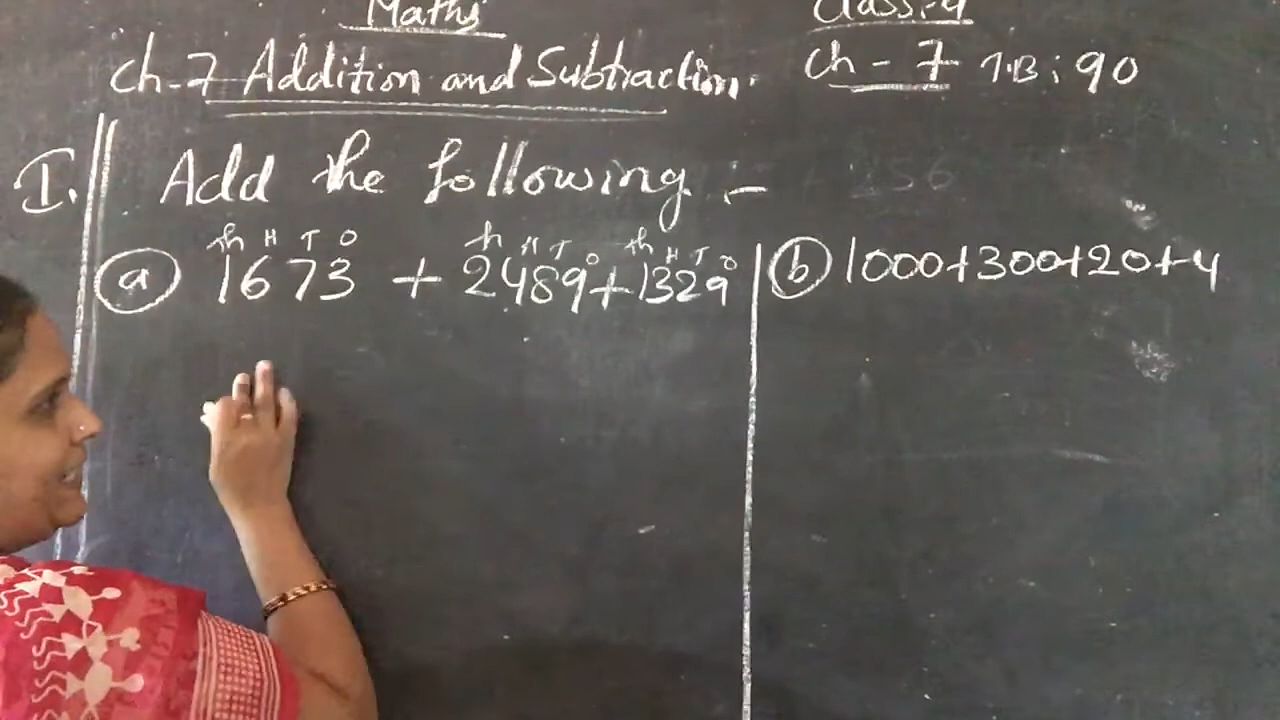 Maths
Class:-4
Ch-7 Addition and Subtraction.
Ch - 7 T.B: 90
I. Add the following :-
256
Th H T O Th H T O Th H T O
(a) 1673 + 2489 + 1329
(b) 1000+300+20+4